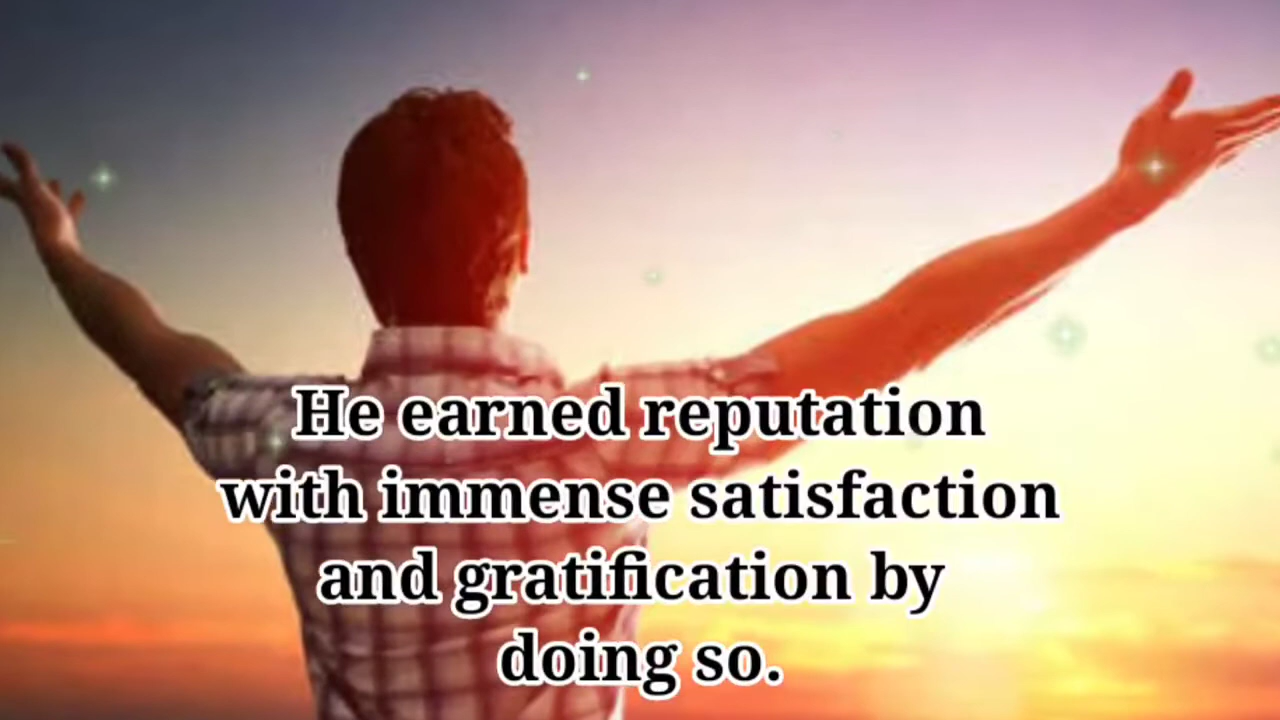 He earned reputation
with immense satisfaction
and gratification by
doing so.